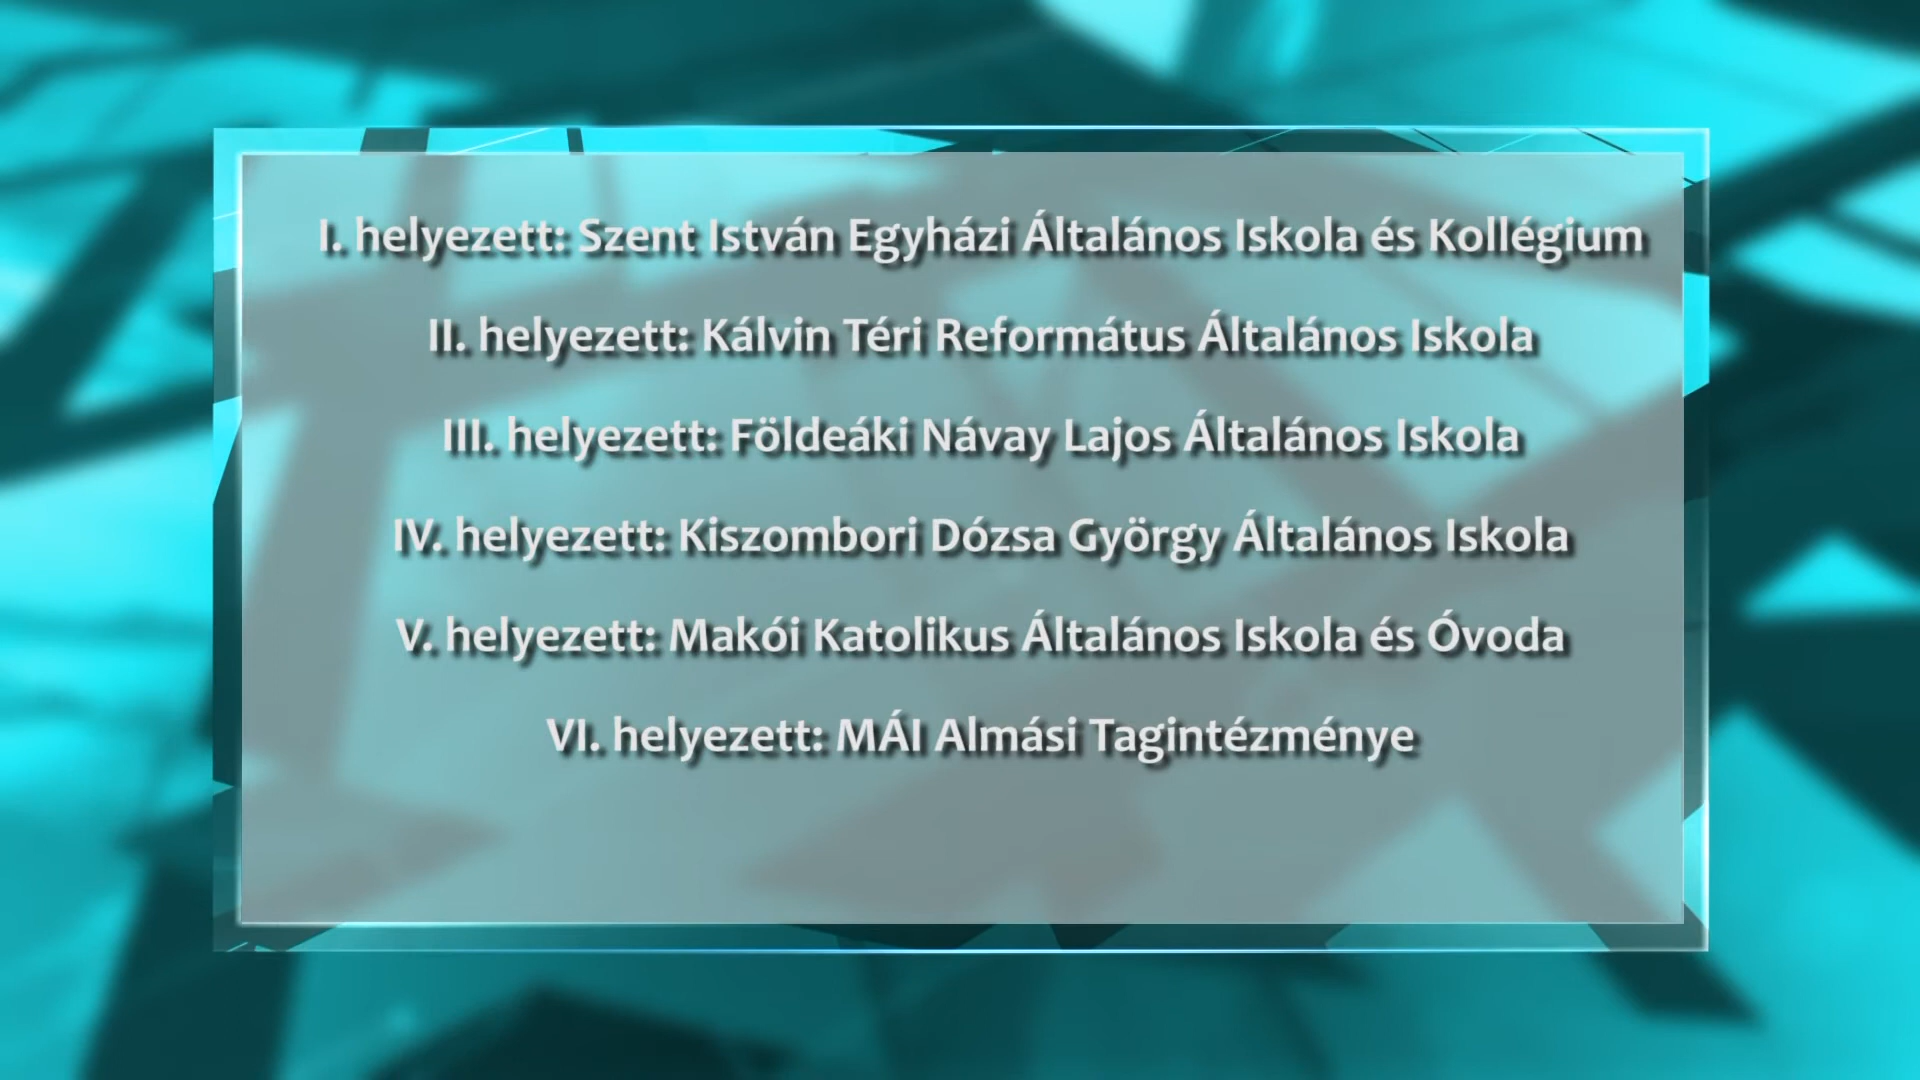 I. helyezett: Szent István Egyházi Általános Iskola és Kollégium
II. helyezett: Kálvin Téri Református Általános Iskola
III. helyezett: Földeáki Návay Lajos Általános Iskola
IV. helyezett: Kiszombori Dózsa György Általános Iskola
V. helyezett: Makói Katolikus Általános Iskola és Óvoda
VI. helyezett: MÁI Almási Tagintézménye